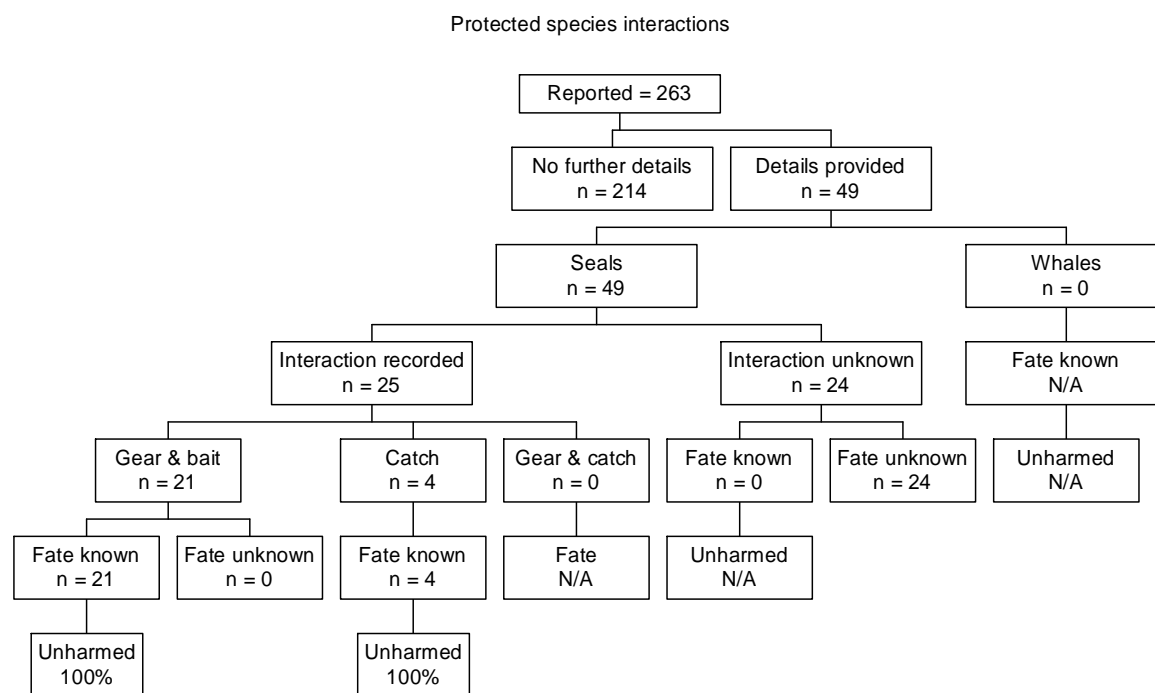 Protected species interactions
Reported = 263
No further details
n = 214
Details provided
n = 49
Seals
n = 49
Whales
n = 0
Interaction recorded
n = 25
Interaction unknown
n = 24
Fate known
N/A
Gear & bait
n = 21
Catch
n = 4
Gear & catch
n = 0
Fate known
n = 0
Fate unknown
n = 24
Unharmed
N/A
Fate known
n = 21
Fate unknown
n = 0
Fate known
n = 4
Fate
N/A
Unharmed
N/A
Unharmed
100%
Unharmed
100%